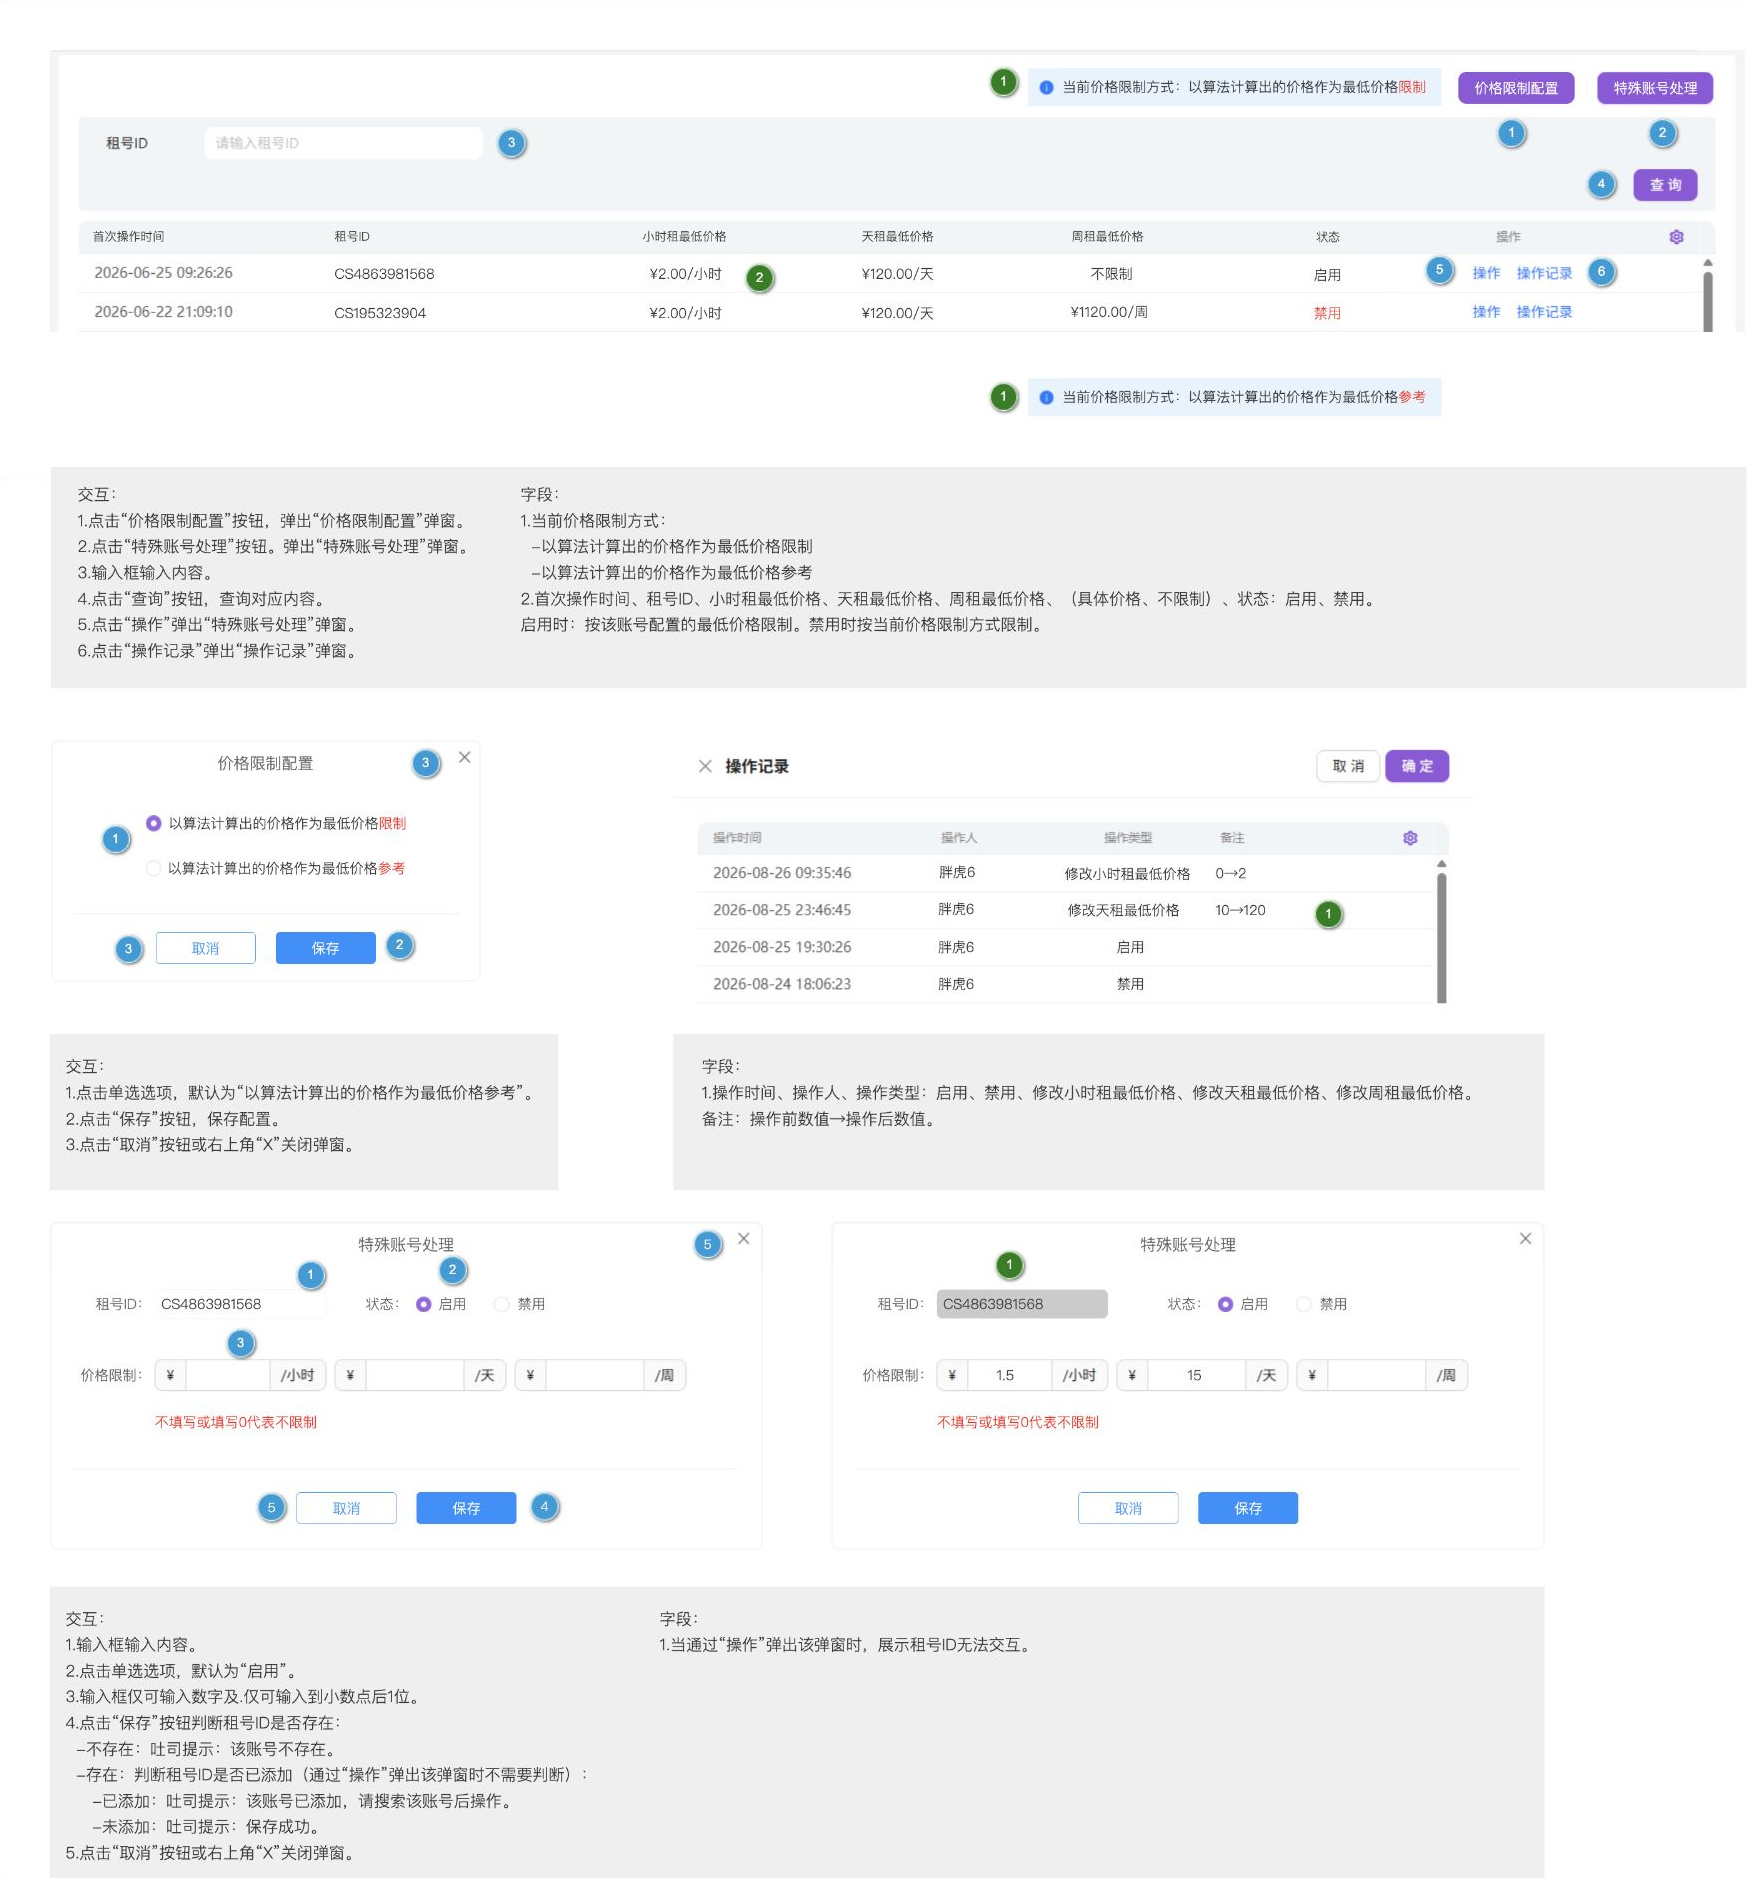 1 当前价格限制方式：以算法计算出的价格作为最低价格限制 价格限制配置 特殊账号处理
租号ID 请输入租号ID 3 1 2
4 查询
首次操作时间 租号ID 小时租最低价格 天租最低价格 周租最低价格 状态 操作
2026-06-25 09:26:26 CS4863981568 ¥2.00/小时 2 ¥120.00/天 不限制 启用 5 操作 操作记录 6
2026-06-22 21:09:10 CS195323904 ¥2.00/小时 ¥120.00/天 ¥1120.00/周 禁用 操作 操作记录
1 当前价格限制方式：以算法计算出的价格作为最低价格参考
交互：
1.点击“价格限制配置”按钮，弹出“价格限制配置”弹窗。
2.点击“特殊账号处理”按钮。弹出“特殊账号处理”弹窗。
3.输入框输入内容。
4.点击“查询”按钮，查询对应内容。
5.点击“操作”弹出“特殊账号处理”弹窗。
6.点击“操作记录”弹出“操作记录”弹窗。
字段：
1.当前价格限制方式：
–以算法计算出的价格作为最低价格限制
–以算法计算出的价格作为最低价格参考
2.首次操作时间、租号ID、小时租最低价格、天租最低价格、周租最低价格、（具体价格、不限制）、状态：启用、禁用。
启用时：按该账号配置的最低价格限制。禁用时按当前价格限制方式限制。
价格限制配置 3
1 以算法计算出的价格作为最低价格限制
以算法计算出的价格作为最低价格参考
3 取消 保存 2
操作记录 取消 确定
操作时间 操作人 操作类型 备注
2026-08-26 09:35:46 胖虎6 修改小时租最低价格 0→2
2026-08-25 23:46:45 胖虎6 修改天租最低价格 10→120 1
2026-08-25 19:30:26 胖虎6 启用
2026-08-24 18:06:23 胖虎6 禁用
交互：
1.点击单选选项，默认为“以算法计算出的价格作为最低价格参考”。
2.点击“保存”按钮，保存配置。
3.点击“取消”按钮或右上角“X”关闭弹窗。
字段：
1.操作时间、操作人、操作类型：启用、禁用、修改小时租最低价格、修改天租最低价格、修改周租最低价格。
备注：操作前数值→操作后数值。
特殊账号处理 5
1 2
租号ID： CS4863981568 状态： 启用 禁用
3
价格限制： ¥ /小时 ¥ /天 ¥ /周
不填写或填写0代表不限制
5 取消 保存 4
特殊账号处理
1
租号ID： CS4863981568 状态： 启用 禁用
价格限制： ¥ 1.5 /小时 ¥ 15 /天 ¥ /周
不填写或填写0代表不限制
取消 保存
交互：
1.输入框输入内容。
2.点击单选选项，默认为“启用”。
3.输入框仅可输入数字及.仅可输入到小数点后1位。
4.点击“保存”按钮判断租号ID是否存在：
–不存在：吐司提示：该账号不存在。
–存在：判断租号ID是否已添加（通过“操作”弹出该弹窗时不需要判断）：
–已添加：吐司提示：该账号已添加，请搜索该账号后操作。
–未添加：吐司提示：保存成功。
5.点击“取消”按钮或右上角“X”关闭弹窗。
字段：
1.当通过“操作”弹出该弹窗时，展示租号ID无法交互。